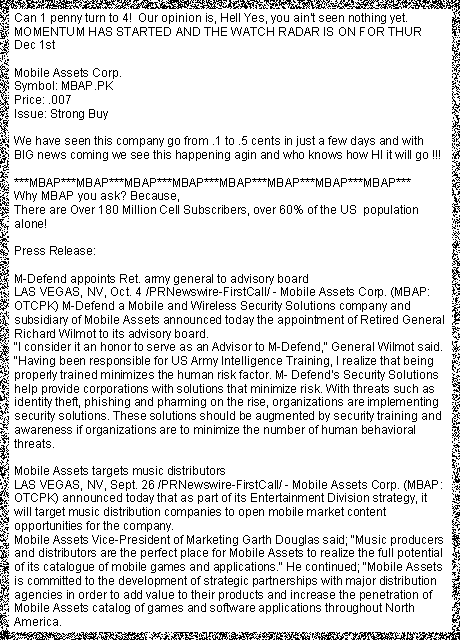 Can 1 penny turn to 4!  Our opinion is, Hell Yes, you ain't seen nothing yet.
MOMENTUM HAS STARTED AND THE WATCH RADAR IS ON FOR THUR
Dec 1st
Mobile Assets Corp.
Symbol: MBAP.PK
Price: .007
Issue: Strong Buy
We have seen this company go from .1 to .5 cents in just a few days and with
BIG news coming we see this happening agin and who knows how HI it will go !!!
***MBAP***MBAP***MBAP***MBAP***MBAP***MBAP***MBAP***MBAP***
Why MBAP you ask? Because,
There are Over 180 Million Cell Subscribers, over 60% of the US  population
alone!
Press Release:
M-Defend appoints Ret. army general to advisory board
LAS VEGAS, NV, Oct. 4 /PRNewswire-FirstCall/ - Mobile Assets Corp. (MBAP:
OTCPK) M-Defend a Mobile and Wireless Security Solutions company and
subsidiary of Mobile Assets announced today the appointment of Retired General
Richard Wilmot to its advisory board.
"I consider it an honor to serve as an Advisor to M-Defend," General Wilmot said.
"Having been responsible for US Army Intelligence Training, I realize that being
properly trained minimizes the human risk factor. M- Defend's Security Solutions
help provide corporations with solutions that minimize risk. With threats such as
identity theft, phishing and pharming on the rise, organizations are implementing
security solutions. These solutions should be augmented by security training and
awareness if organizations are to minimize the number of human behavioral
threats.
Mobile Assets targets music distributors
LAS VEGAS, NV, Sept. 26 /PRNewswire-FirstCall/ - Mobile Assets Corp. (MBAP:
OTCPK) announced today that as part of its Entertainment Division strategy, it
will target music distribution companies to open mobile market content
opportunities for the company.
Mobile Assets Vice-President of Marketing Garth Douglas said; "Music producers
and distributors are the perfect place for Mobile Assets to realize the full potential
of its catalogue of mobile games and applications." He continued; "Mobile Assets
is committed to the development of strategic partnerships with major distribution
agencies in order to add value to their products and increase the penetration of
Mobile Assets catalog of games and software applications throughout North
America.